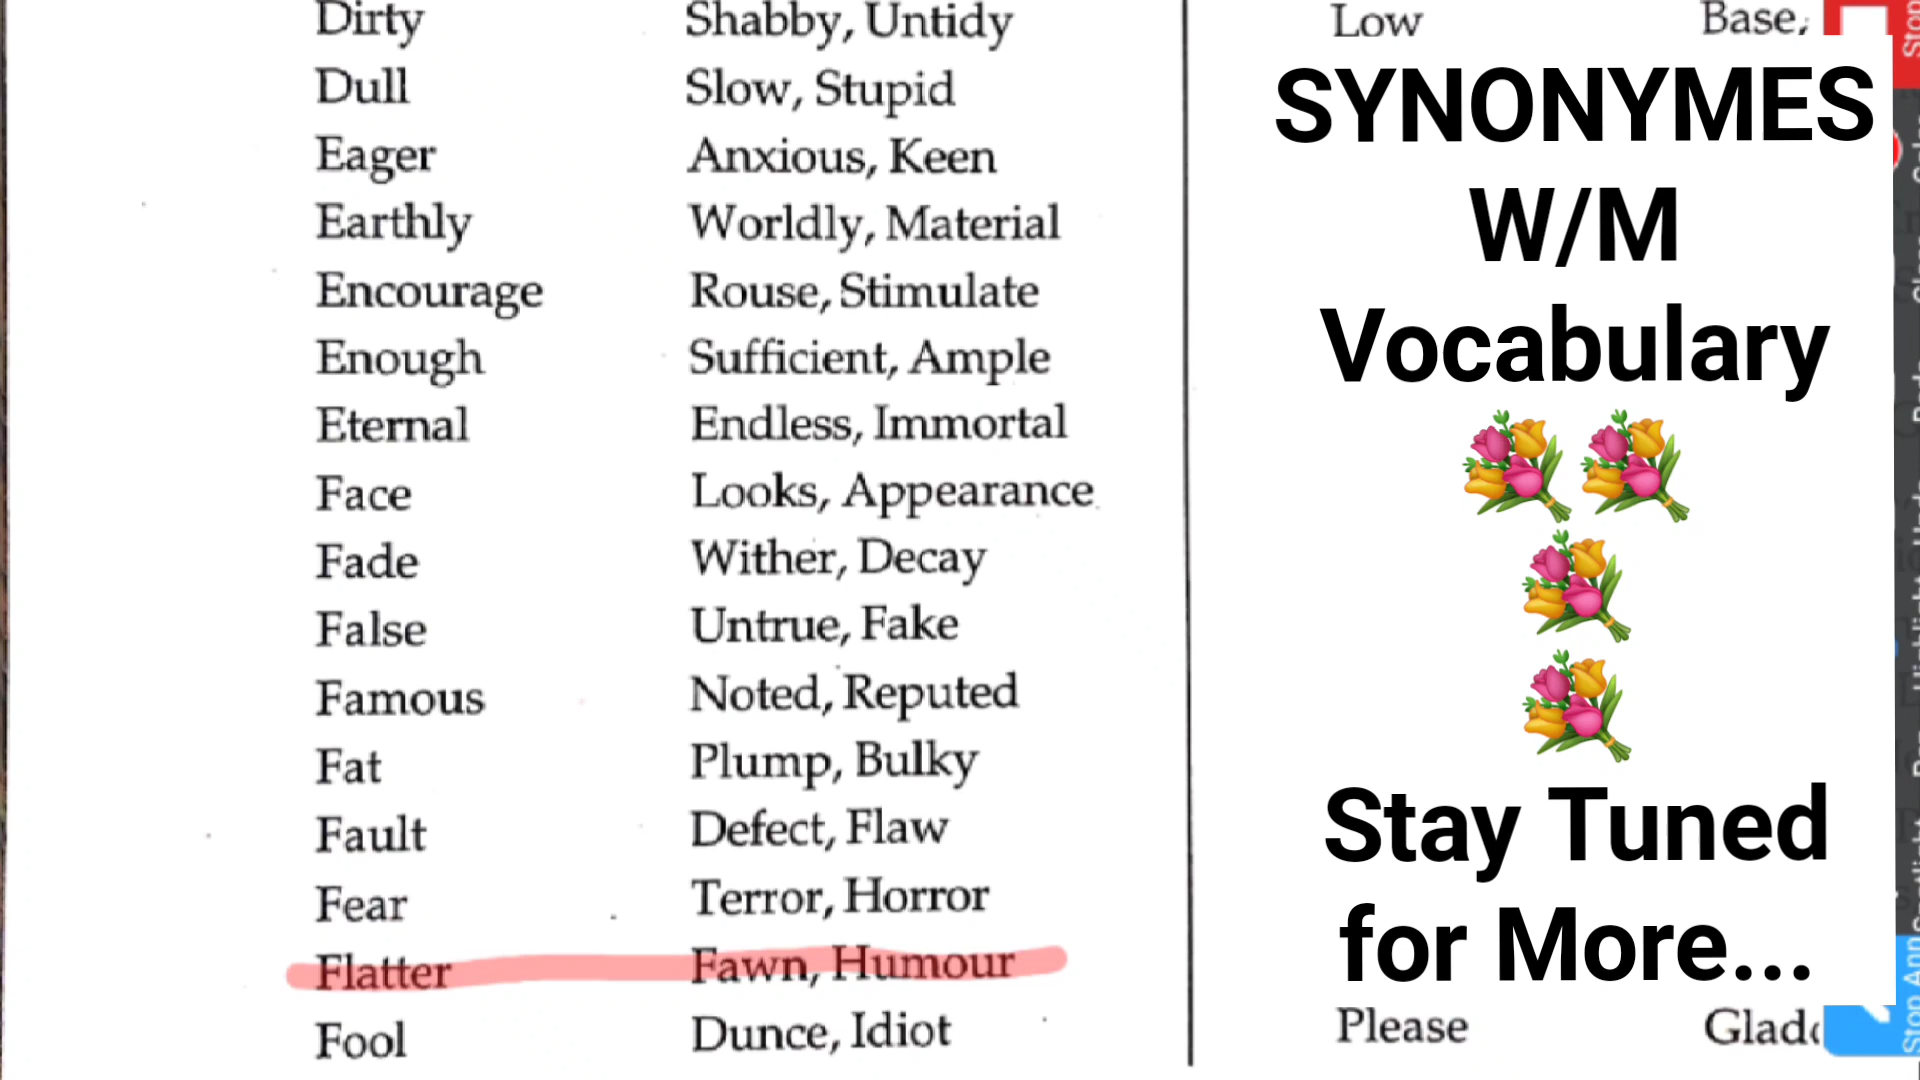 Dirty Shabby, Untidy
Dull Slow, Stupid
Eager Anxious, Keen
Earthly Worldly, Material
Encourage Rouse, Stimulate
Enough Sufficient, Ample
Eternal Endless, Immortal
Face Looks, Appearance
Fade Wither, Decay
False Untrue, Fake
Famous Noted, Reputed
Fat Plump, Bulky
Fault Defect, Flaw
Fear Terror, Horror
Flatter Fawn, Humour
Fool Dunce, Idiot
Low Base,
SYNONYMES
W/M
Vocabulary
Stay Tuned
for More...
Please
Stop